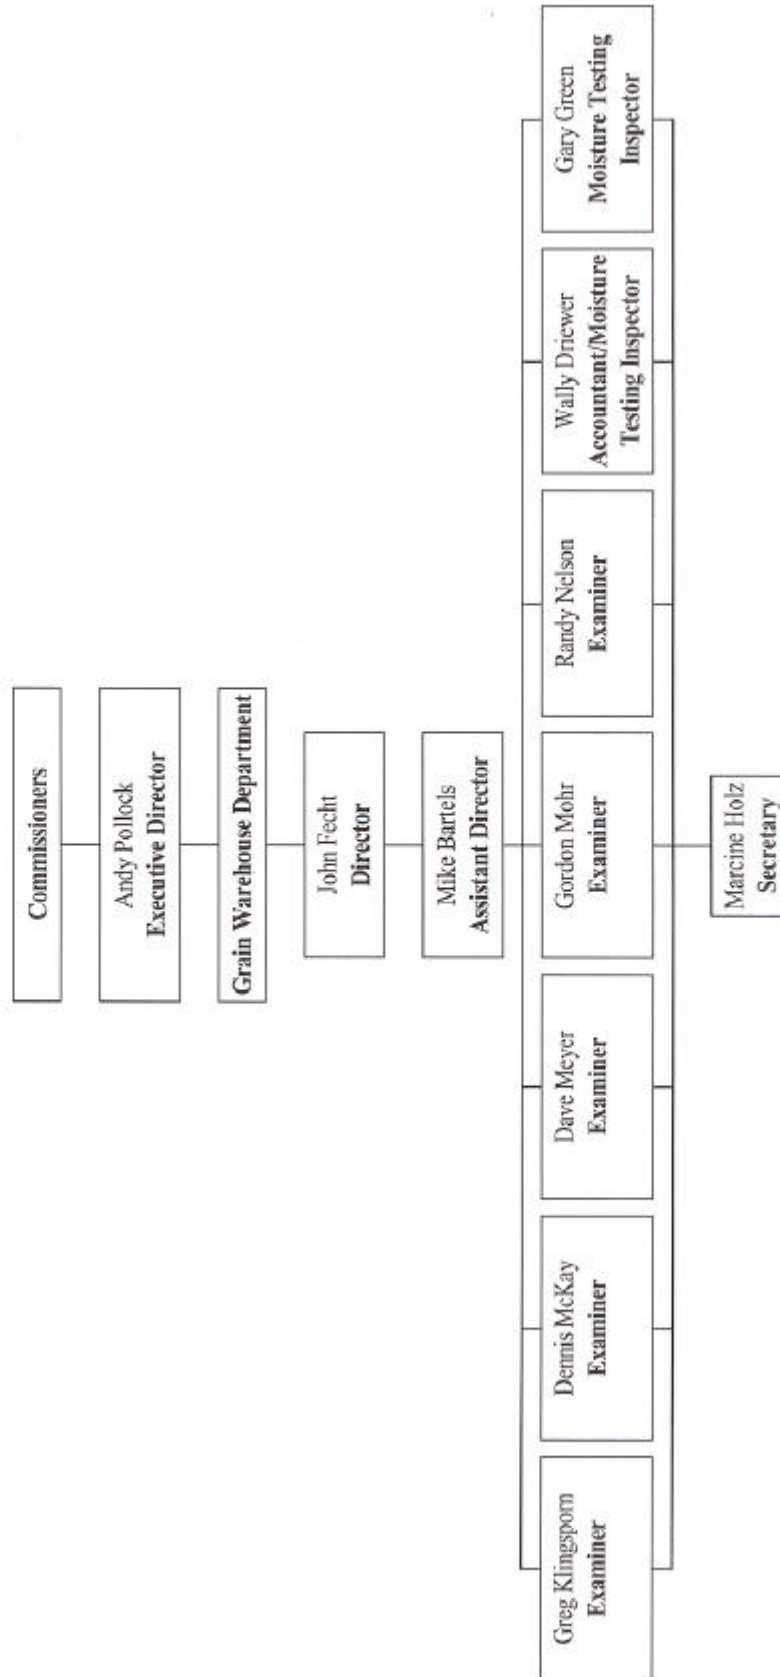 Commissioners
Andy Pollock
Executive Director
Grain Warehouse Department
John Fecht
Director
Mike Bartels
Assistant Director
Greg Klingsporn
Examiner
Dennis McKay
Examiner
Dave Meyer
Examiner
Gordon Mohr
Examiner
Randy Nelson
Examiner
Wally Driewer
Accountant/Moisture
Testing Inspector
Gary Green
Moisture Testing
Inspector
Marcine Holz
Secretary